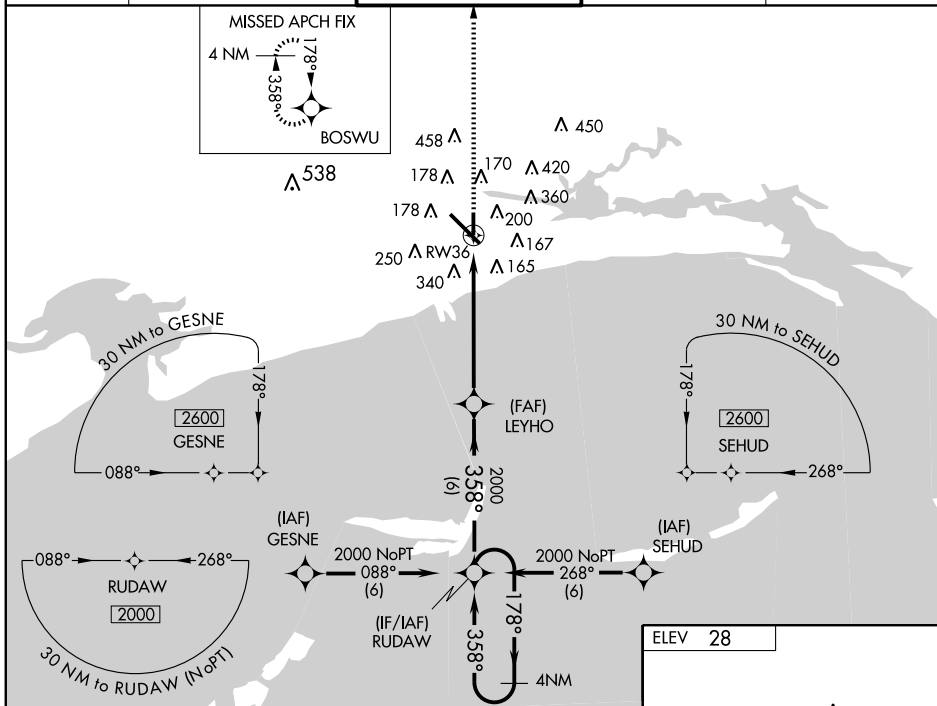 MISSED APCH FIX
4 NM
178°
358°
BOSWU
538
458
450
178
170
420
360
178
200
250
RW36
167
340
165
30 NM to GESNE
178°
2600
GESNE
088°
30 NM to SEHUD
178°
2600
SEHUD
268°
(FAF)
LEYHO
2000
358°
(6)
(IAF)
GESNE
2000 NoPT
088°
(6)
(IAF)
SEHUD
2000 NoPT
268°
(6)
088°
268°
RUDAW
2000
30 NM to RUDAW (NoPT)
(IF/IAF)
RUDAW
358°
178°
4NM
ELEV 28